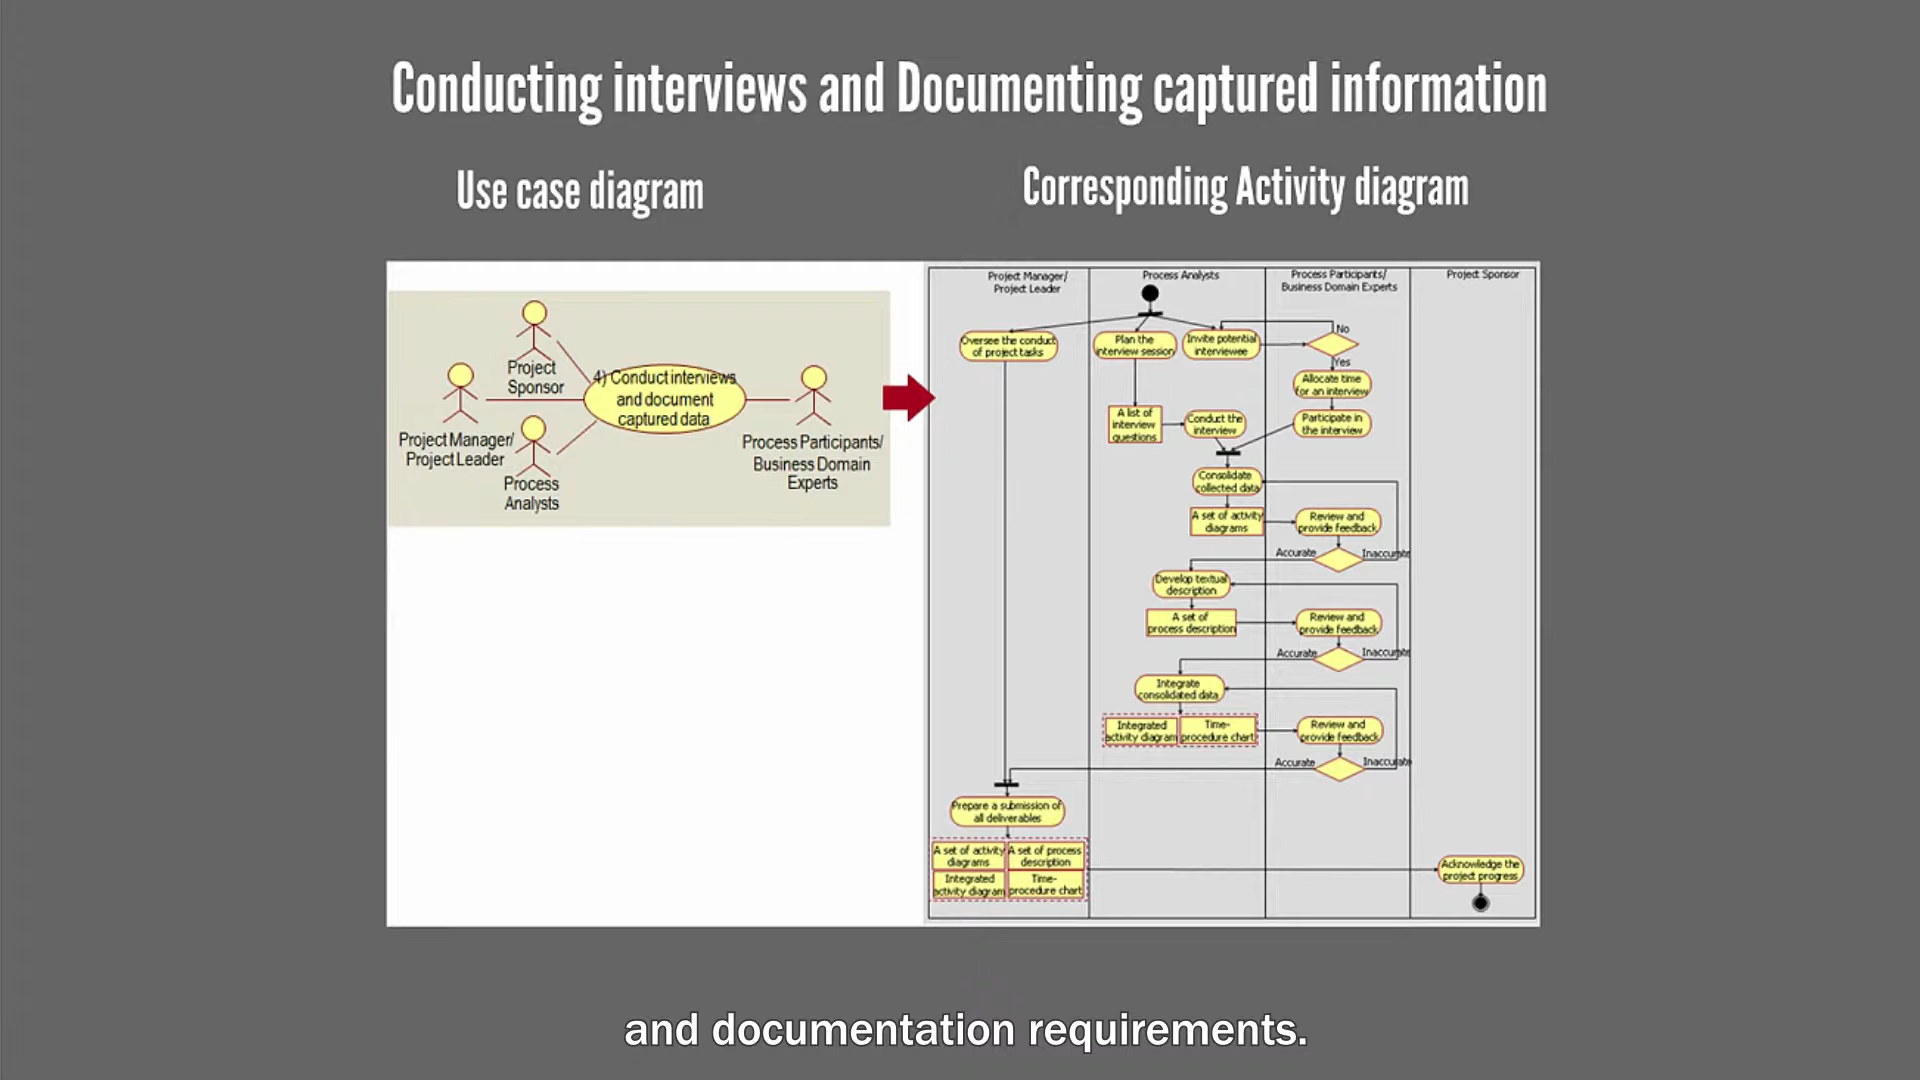 Conducting interviews and Documenting captured information
Use case diagram
Corresponding Activity diagram
Project
Sponsor
Project Manager/
Project Leader
Process
Analysts
4) Conduct interviews
and document
captured data
Process Participants/
Business Domain
Experts
Project Manager/
Project Leader
Process Analysts
Process Participants/
Business Domain Experts
Project Sponsor
Oversee the conduct
of project tasks
Plan the
interview session
Invite potential
interviewee
No
Yes
Allocate time
for an interview
A list of
interview
questions
Conduct the
interview
Participate in
the interview
Consolidate
collected data
A set of activity
diagrams
Review and
provide feedback
Accurate
Inaccurate
Develop textual
description
A set of
process description
Review and
provide feedback
Accurate
Inaccurate
Integrate
consolidated data
Integrated
activity diagram
Time-
procedure chart
Review and
provide feedback
Accurate
Inaccurate
Prepare a submission of
all deliverables
A set of activity
diagrams
A set of process
description
Integrated
activity diagram
Time-
procedure chart
Acknowledge the
project progress
and documentation requirements.